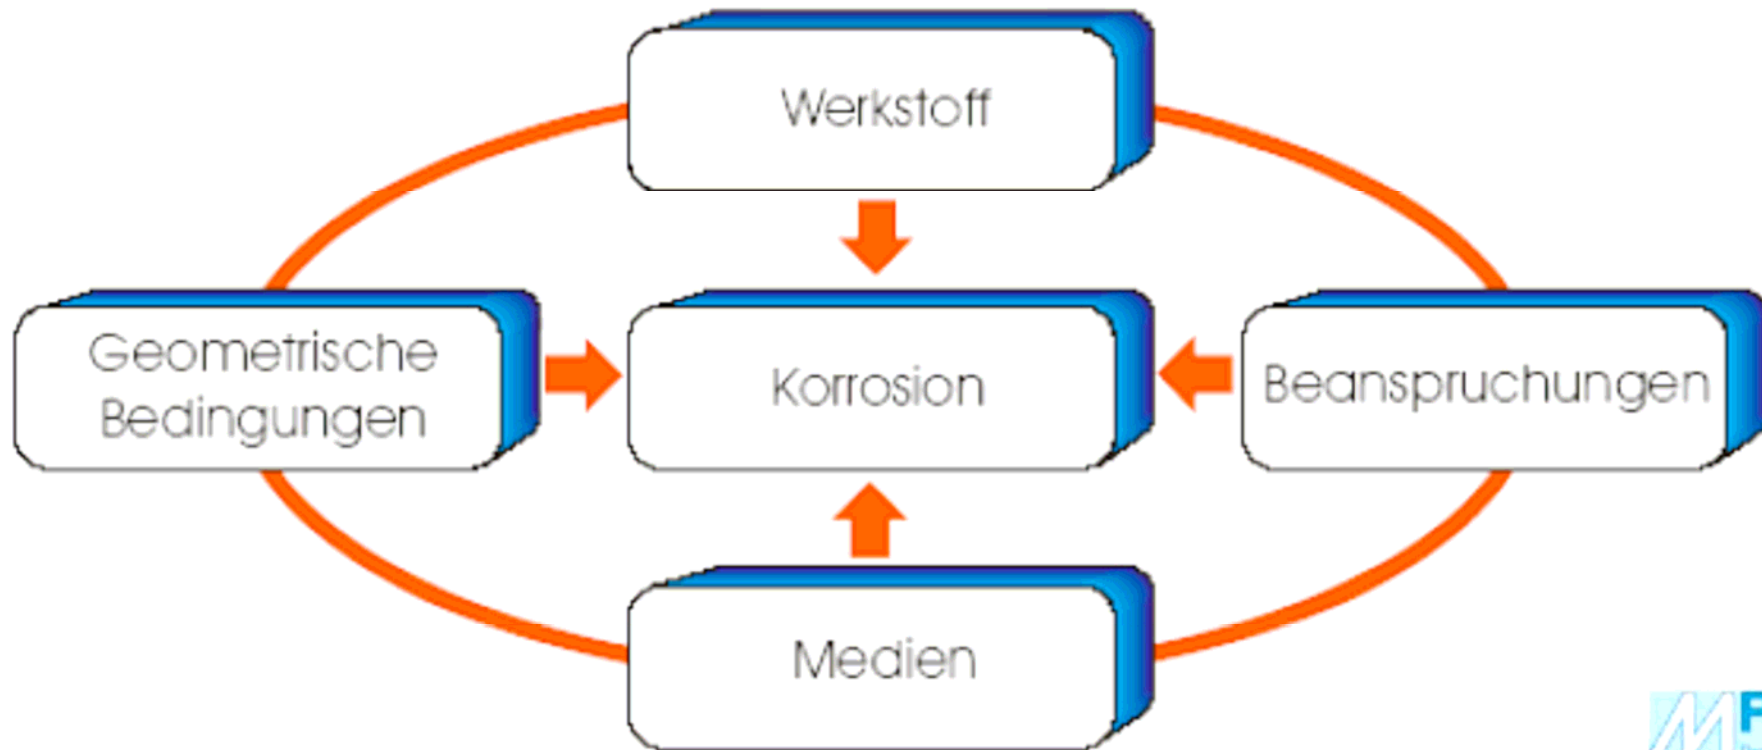 Werkstoff
Geometrische
Bedingungen
Korrosion
Beanspruchungen
Medien